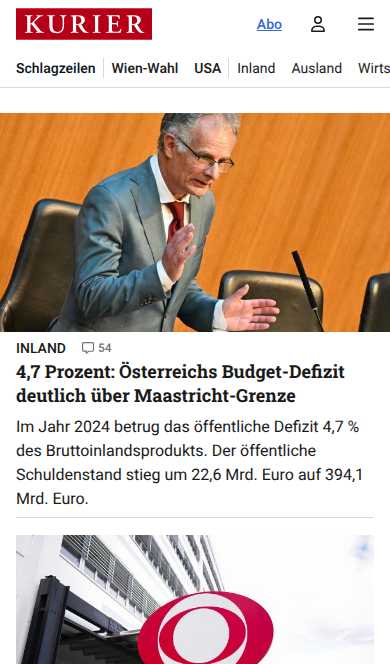 KURIER
Abo
Schlagzeilen Wien-Wahl USA Inland Ausland Wirts
INLAND 54
4,7 Prozent: Österreichs Budget-Defizit
deutlich über Maastricht-Grenze
Im Jahr 2024 betrug das öffentliche Defizit 4,7 %
des Bruttoinlandsprodukts. Der öffentliche
Schuldenstand stieg um 22,6 Mrd. Euro auf 394,1
Mrd. Euro.